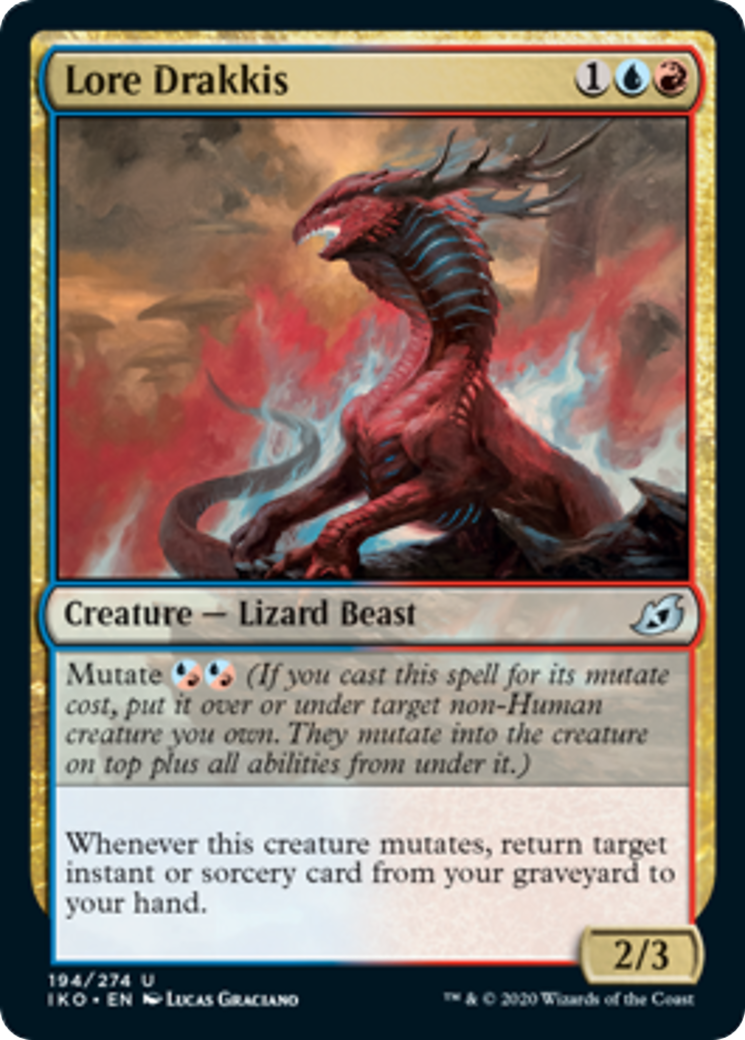 Lore Drakkis 1
Creature — Lizard Beast
Mutate (If you cast this spell for its mutate
cost, put it over or under target non-Human
creature you own. They mutate into the creature
on top plus all abilities from under it.)
Whenever this creature mutates, return target
instant or sorcery card from your graveyard to
your hand.
2/3
194/274 U
IKO • EN Lucas Graciano
™ & © 2020 Wizards of the Coast